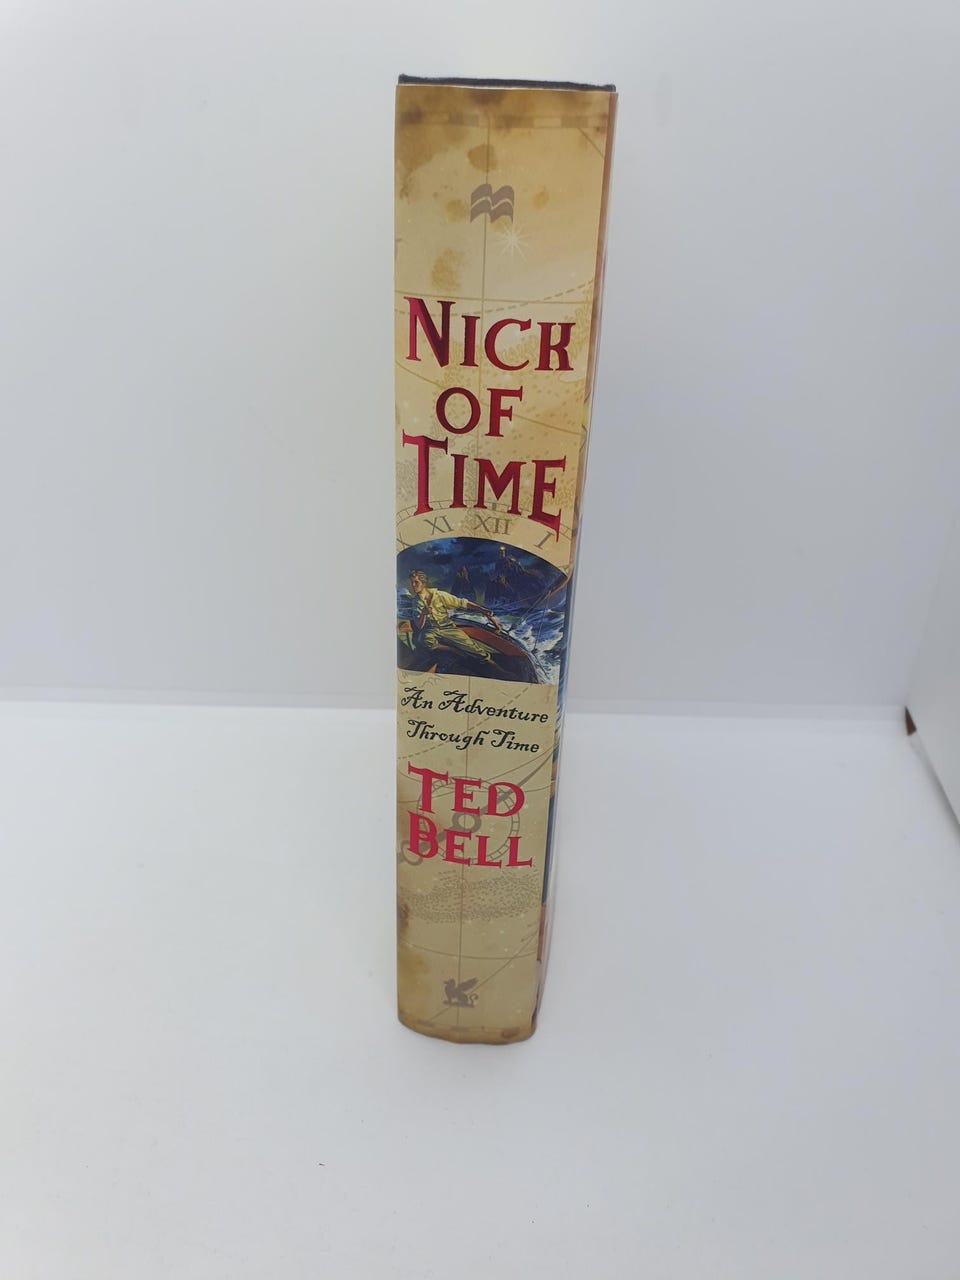 NICK
OF
TIME
XI XII I
An Adventure
Through Time
TED
BELL